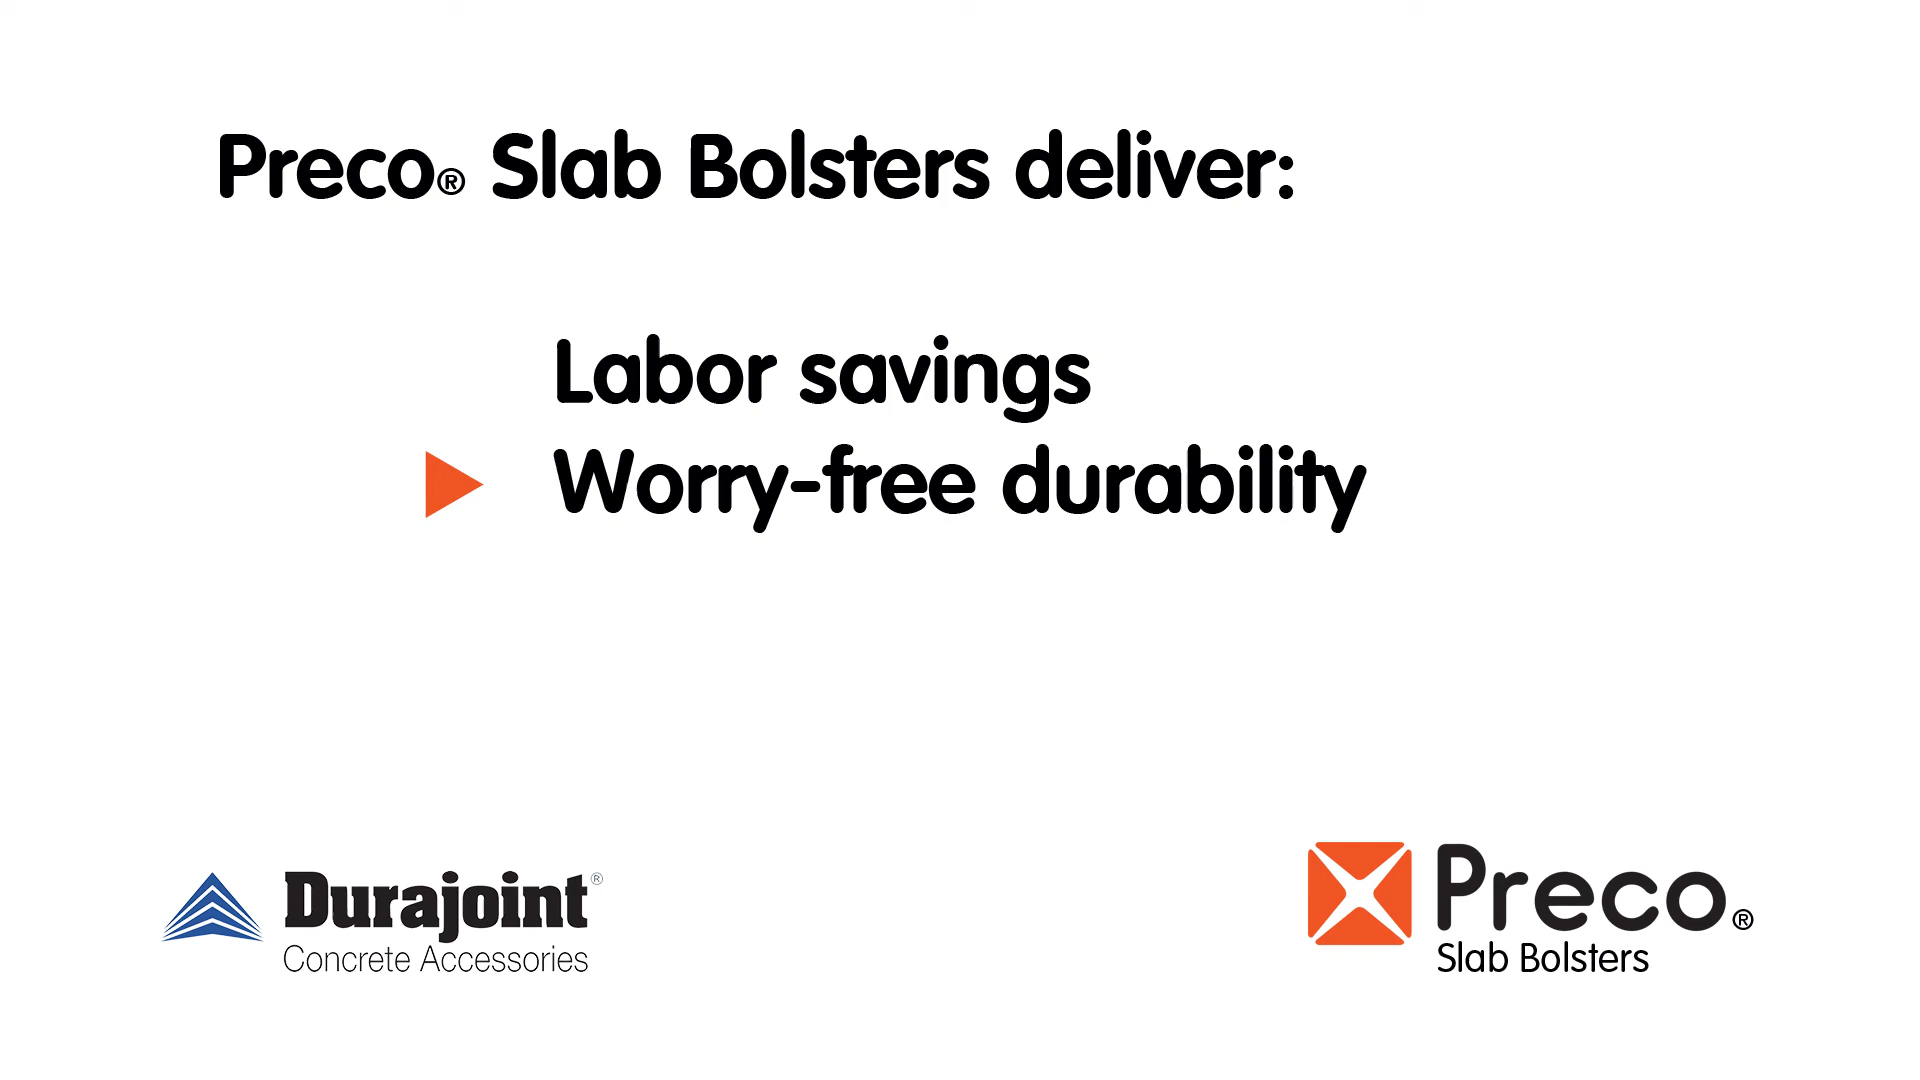 Preco® Slab Bolsters deliver:
Labor savings
Worry-free durability
Durajoint®
Concrete Accessories
Preco®
Slab Bolsters